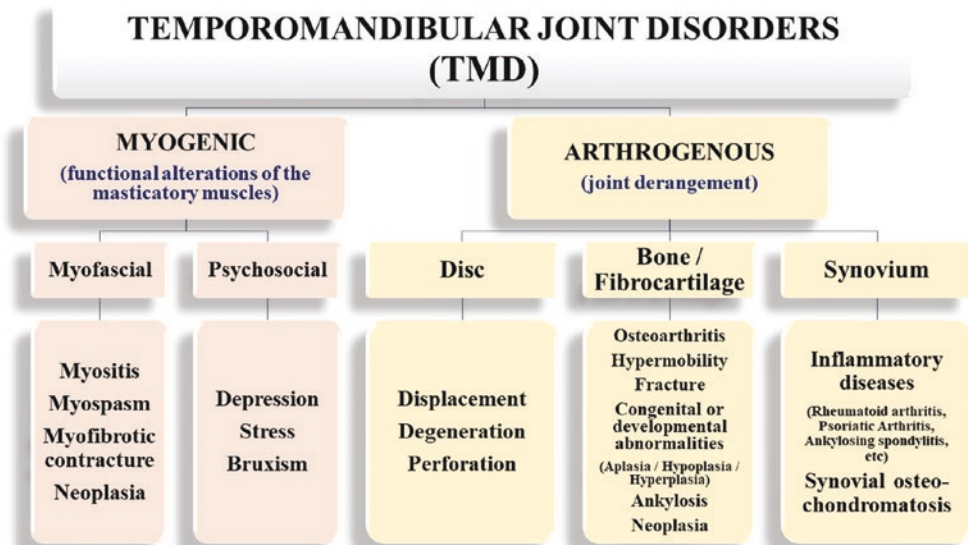 TEMPOROMANDIBULAR JOINT DISORDERS
(TMD)
MYOGENIC
(functional alterations of the
masticatory muscles)
ARTHROGENOUS
(joint derangement)
Myofascial
Psychosocial
Disc
Bone /
Fibrocartilage
Synovium
Myositis
Myospasm
Myofibrotic
contracture
Neoplasia
Depression
Stress
Bruxism
Displacement
Degeneration
Perforation
Osteoarthritis
Hypermobility
Fracture
Congenital or
developmental
abnormalities
(Aplasia / Hypoplasia /
Hyperplasia)
Ankylosis
Neoplasia
Inflammatory
diseases
(Rheumatoid arthritis,
Psoriatic Arthritis,
Ankylosing spondylitis,
etc)
Synovial osteo-
chondromatosis